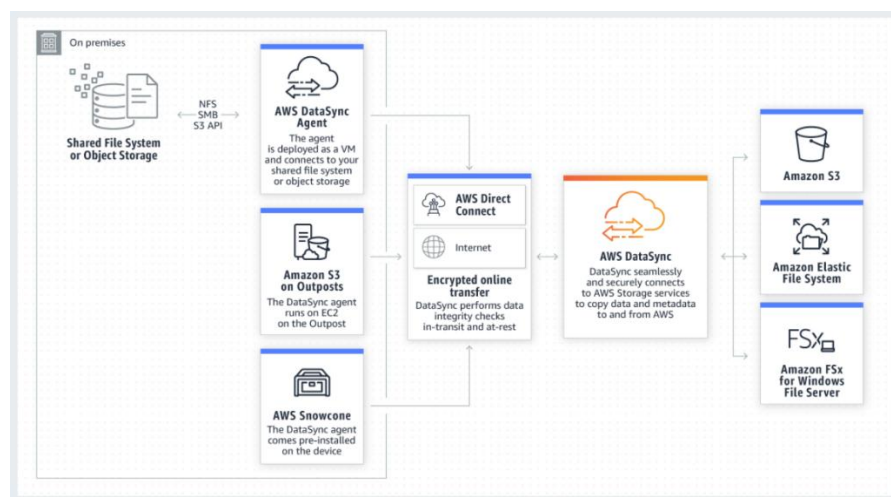 On premises
NFS
SMB
S3 API
Shared File System
or Object Storage
AWS DataSync
Agent
The agent
is deployed as a VM
and connects to your
shared file system
or object storage
Amazon S3
on Outposts
The DataSync agent
runs on EC2
on the Outpost
AWS Snowcone
The DataSync agent
comes pre-installed
on the device
AWS Direct
Connect
Internet
Encrypted online
transfer
DataSync performs data
integrity checks
in-transit and at-rest
AWS DataSync
DataSync seamlessly
and securely connects
to AWS Storage services
to copy data and metadata
to and from AWS
Amazon S3
Amazon Elastic
File System
FSx
Amazon FSx
for Windows
File Server